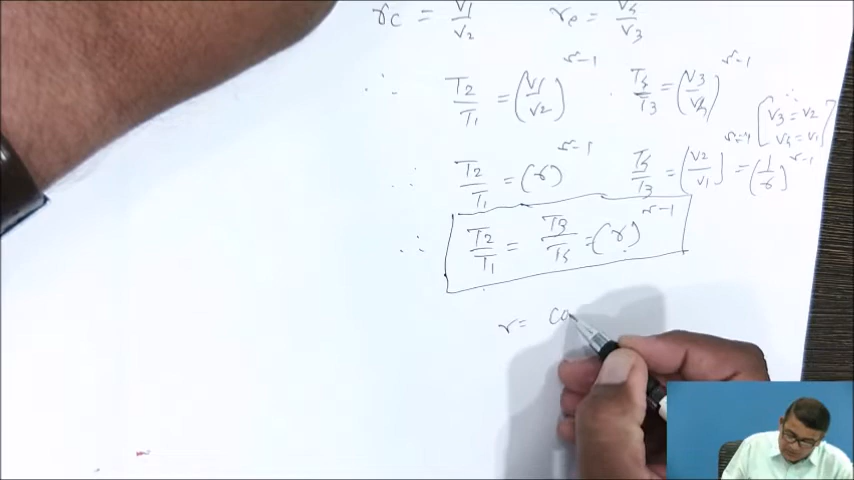 rc = V1/V2 re = V4/V3
∴ T2/T1 = (V1/V2)^γ-1 T4/T3 = (V3/V4)^γ-1 [∵ V3 = V2 V4 = V1]
∴ T2/T1 = (r)^γ-1 T4/T3 = (V2/V1)^γ-1 = (1/r)^γ-1
∴ T2/T1 = T3/T4 = (r)^γ-1
r = co